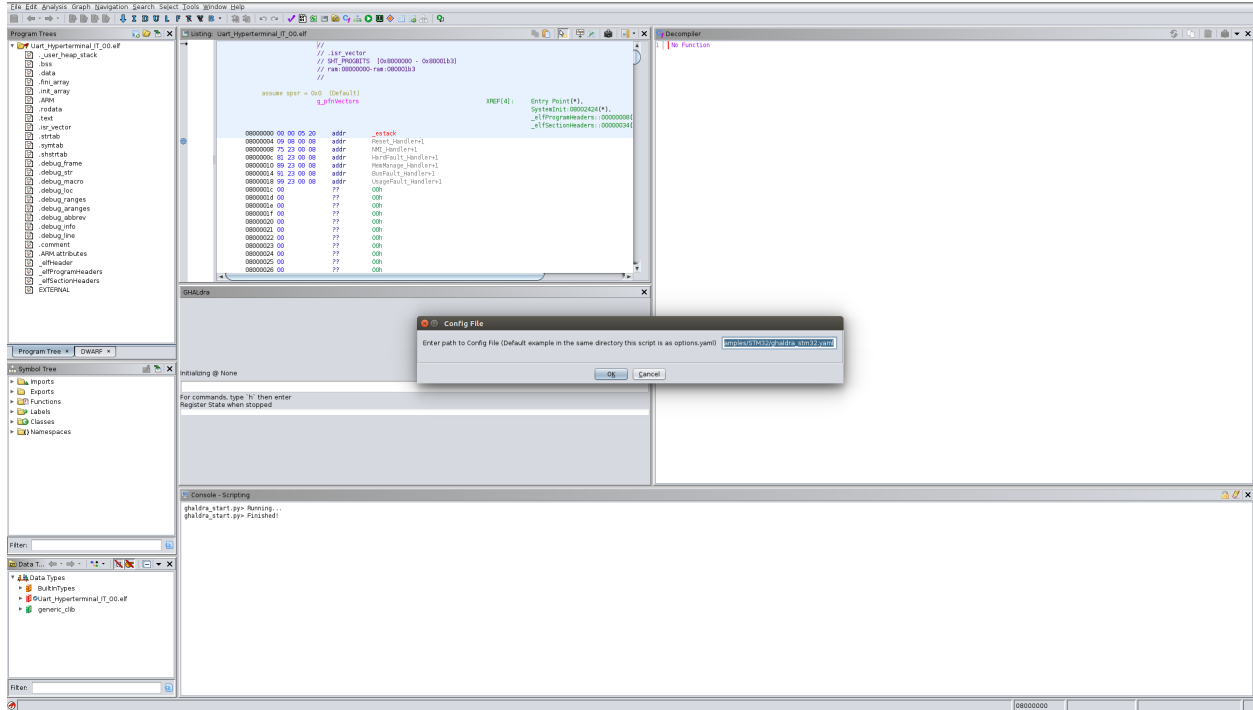 File Edit Analysis Graph Navigation Search Select Tools Window Help
Program Trees
Uart_Hyperterminal_IT_00.elf
._user_heap_stack
.bss
.data
.fini_array
.init_array
.ARM
.rodata
.text
.isr_vector
.strtab
.symtab
.shstrtab
.debug_frame
.debug_str
.debug_macro
.debug_loc
.debug_ranges
.debug_aranges
.debug_abbrev
.debug_info
.debug_line
.comment
.ARM.attributes
_elfHeader
_elfProgramHeaders
_elfSectionHeaders
EXTERNAL
Program Tree × DWARF ×
Symbol Tree
Imports
Exports
Functions
Labels
Classes
Namespaces
Filter:
Data T...
Data Types
BuiltInTypes
Uart_Hyperterminal_IT_00.elf
generic_clib
Filter:
Listing: Uart_Hyperterminal_IT_00.elf
//
// .isr_vector
// SHT_PROGBITS [0x8000000 - 0x80001b3]
// ram:08000000-ram:080001b3
//
assume spsr = 0x0 (Default)
g_pfnVectors XREF[4]: Entry Point(*),
SystemInit:08002424(*),
_elfProgramHeaders::00000008(
_elfSectionHeaders::00000034(
08000000 00 00 05 20 addr _estack
08000004 09 08 00 08 addr Reset_Handler+1
08000008 75 23 00 08 addr NMI_Handler+1
0800000c 81 23 00 08 addr HardFault_Handler+1
08000010 89 23 00 08 addr MemManage_Handler+1
08000014 91 23 00 08 addr BusFault_Handler+1
08000018 99 23 00 08 addr UsageFault_Handler+1
0800001c 00 ?? 00h
0800001d 00 ?? 00h
0800001e 00 ?? 00h
0800001f 00 ?? 00h
08000020 00 ?? 00h
08000021 00 ?? 00h
08000022 00 ?? 00h
08000023 00 ?? 00h
08000024 00 ?? 00h
08000025 00 ?? 00h
08000026 00 ?? 00h
GHALdra
Initializing @ None
For commands, type `h` then enter
Register State when stopped
Decompiler
1 No Function
Config File
Enter path to Config File (Default example in the same directory this script is as options.yaml) amples/STM32/ghaldra_stm32.yaml
OK Cancel
Console - Scripting
ghaldra_start.py> Running...
ghaldra_start.py> Finished!
08000000